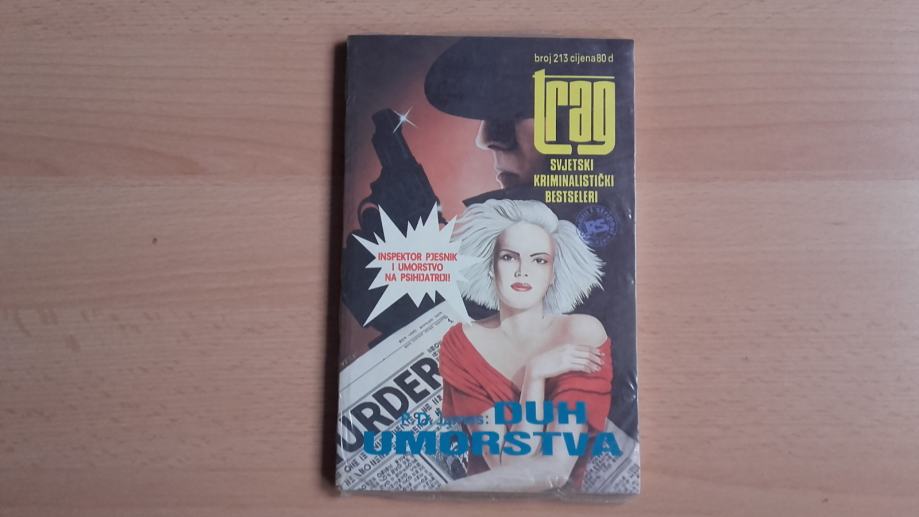 broj 213 cijena 80 d
trag
SVJETSKI
KRIMINALISTIČKI
BESTSELERI
INSPEKTOR PJESNIK
I UMORSTVO
NA PSIHIJATRIJI!
URDER
DUH
UMORSTVA